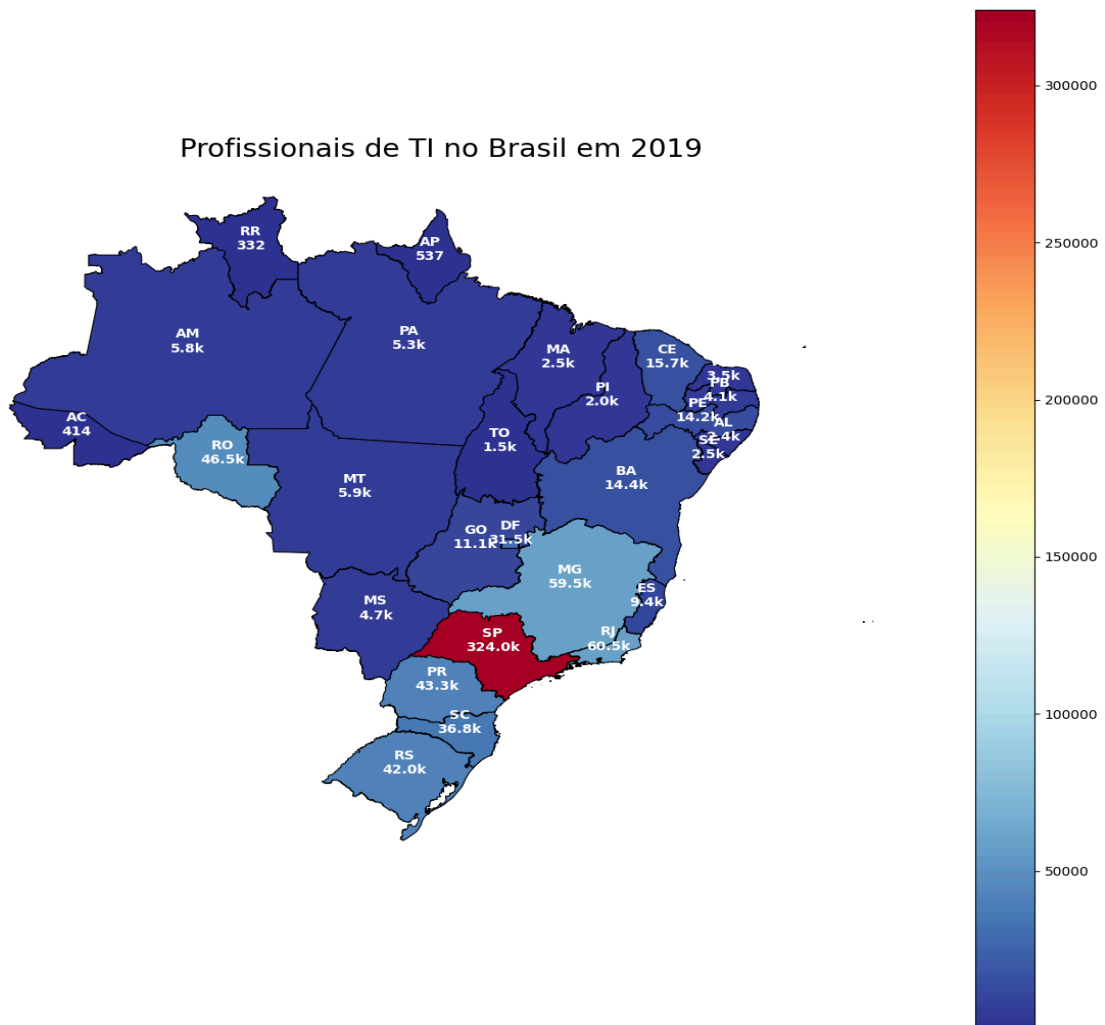 Profissionais de TI no Brasil em 2019
300000
250000
200000
150000
100000
50000
RR
332
AP
537
AM
5.8k
PA
5.3k
MA
2.5k
CE
15.7k
3.5k
PB
4.1k
PI
2.0k
PE
14.2k
AL
2.4k
SE
2.5k
AC
414
RO
46.5k
TO
1.5k
MT
5.9k
BA
14.4k
GO
11.1k
DF
31.5k
MG
59.5k
ES
9.4k
MS
4.7k
SP
324.0k
RJ
60.5k
PR
43.3k
SC
36.8k
RS
42.0k